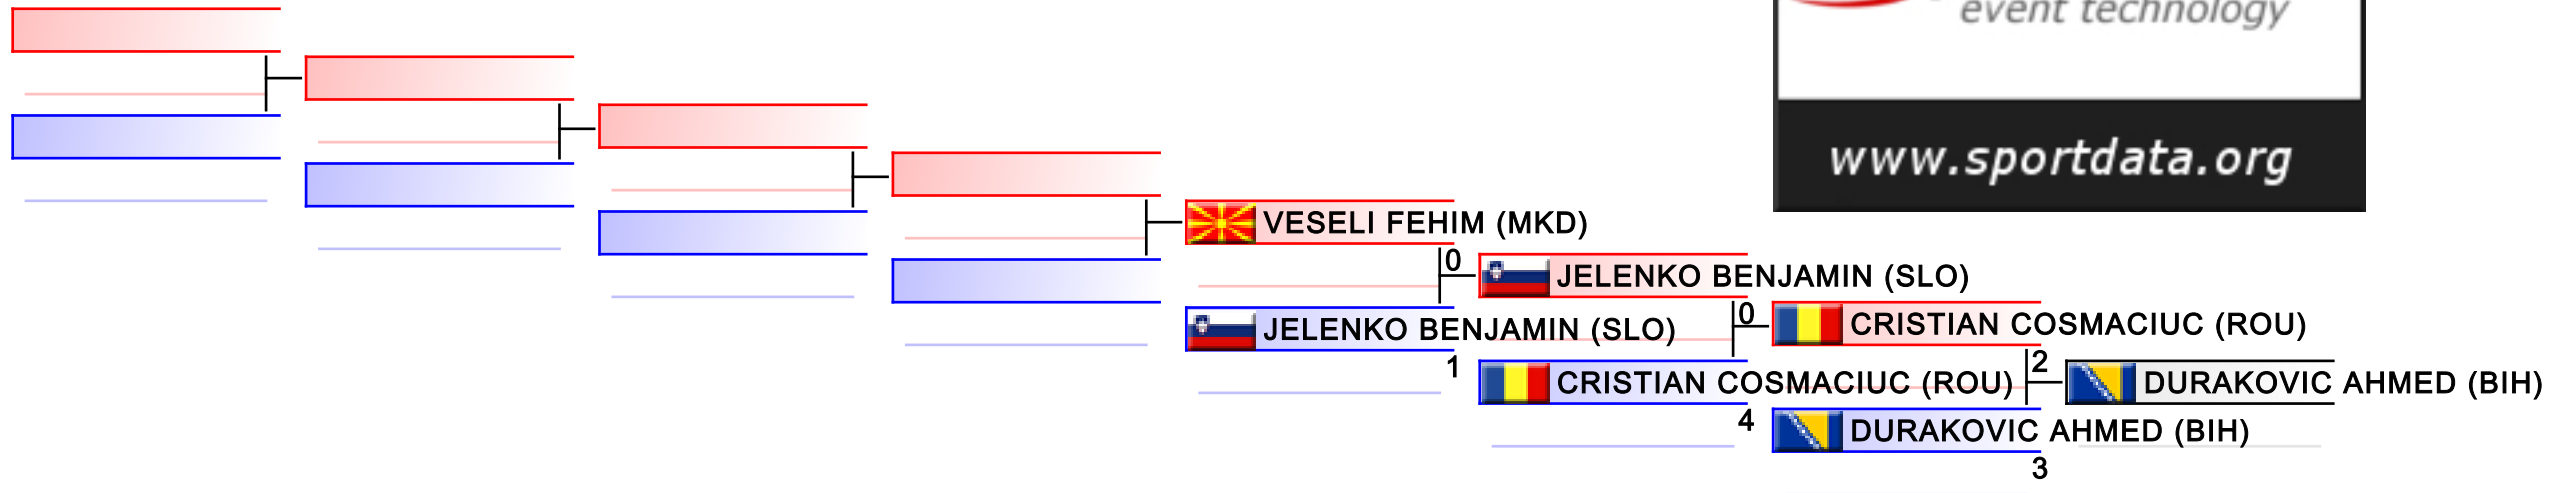 event technology
www.sportdata.org
VESELI FEHIM (MKD)
0
JELENKO BENJAMIN (SLO)
JELENKO BENJAMIN (SLO)
1
0
CRISTIAN COSMACIUC (ROU)
CRISTIAN COSMACIUC (ROU)
4
2
DURAKOVIC AHMED (BIH)
DURAKOVIC AHMED (BIH)
3